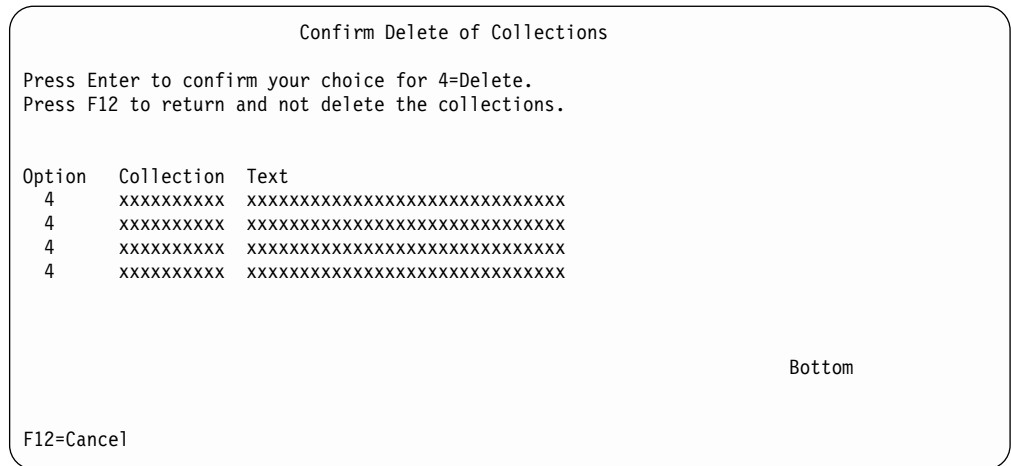 Confirm Delete of Collections
Press Enter to confirm your choice for 4=Delete.
Press F12 to return and not delete the collections.
Option Collection Text
4 xxxxxxxxxx xxxxxxxxxxxxxxxxxxxxxxxxxxxxxx
4 xxxxxxxxxx xxxxxxxxxxxxxxxxxxxxxxxxxxxxxx
4 xxxxxxxxxx xxxxxxxxxxxxxxxxxxxxxxxxxxxxxx
4 xxxxxxxxxx xxxxxxxxxxxxxxxxxxxxxxxxxxxxxx
Bottom
F12=Cancel